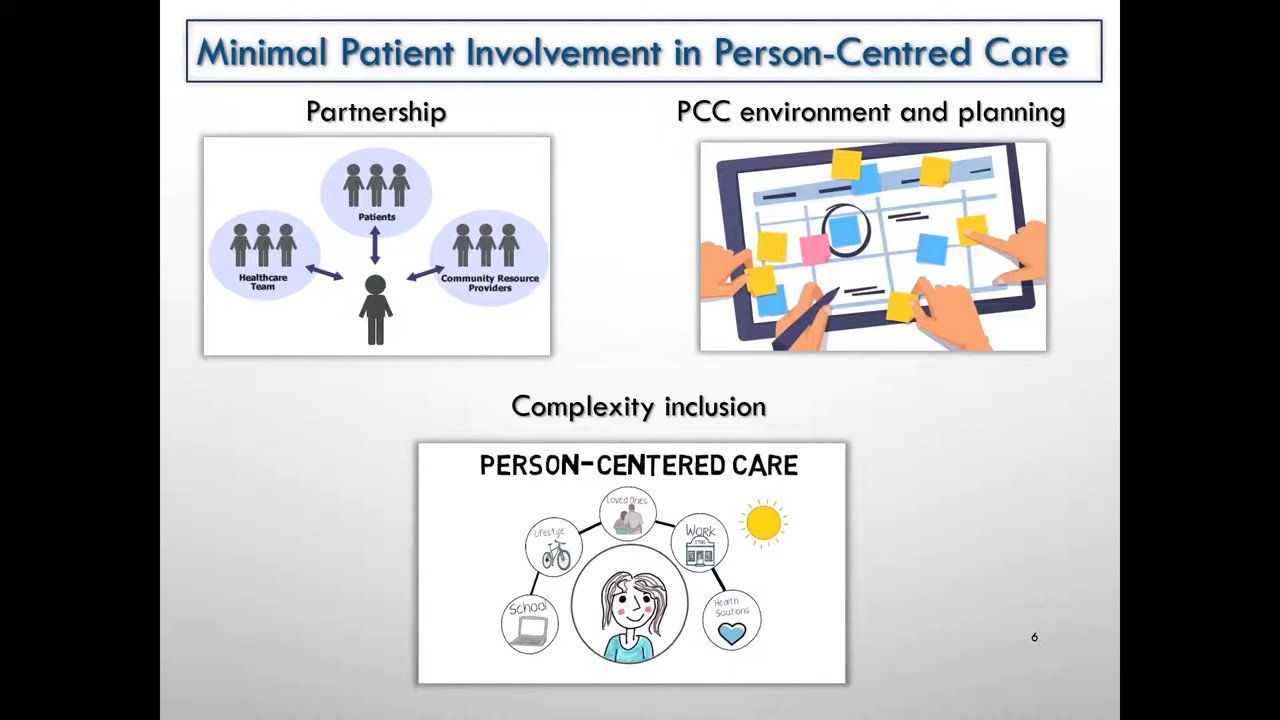 Minimal Patient Involvement in Person-Centred Care
Partnership
Patients
Healthcare
Team
Community Resource
Providers
PCC environment and planning
Complexity inclusion
PERSON-CENTERED CARE
Loved Ones
Lifestyle
WORK
School
Health
Solutions
6